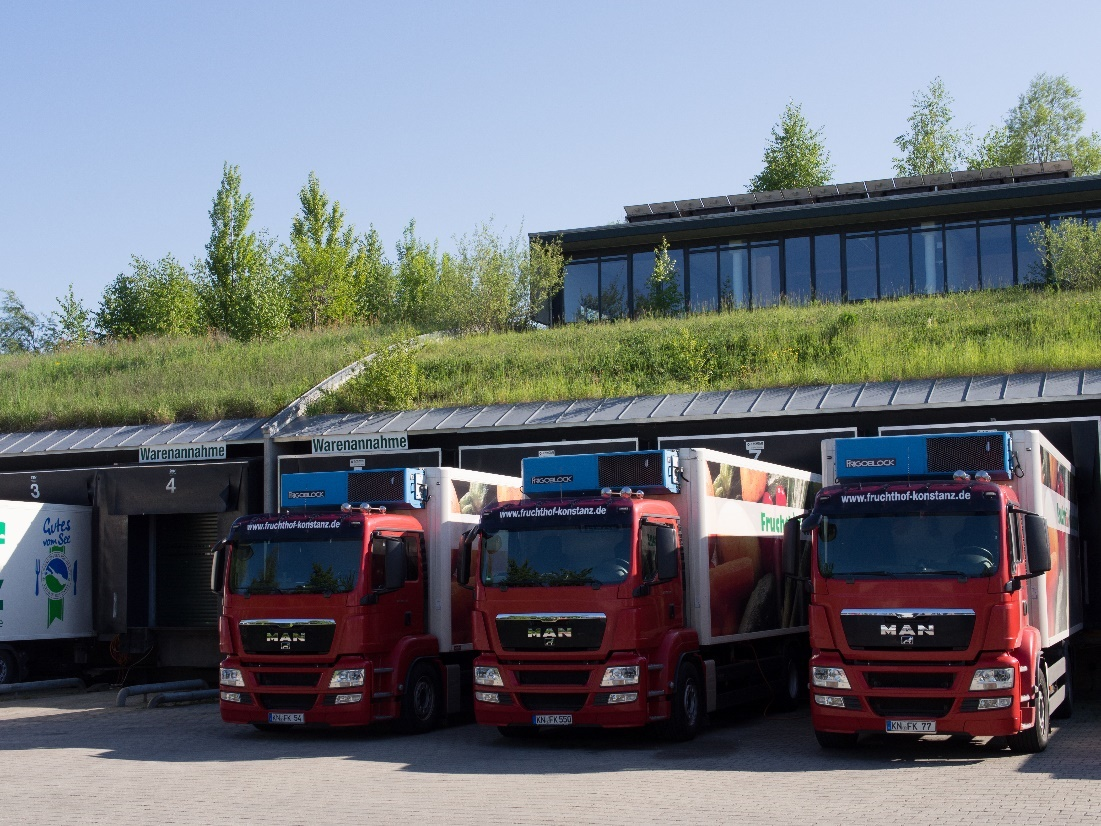 Warenannahme
Warenannahme
3
4
7
Gutes
vom See
FRIGOBLOCK
www.fruchthof-konstanz.de
MAN
KN FK 54
FRIGOBLOCK
www.fruchthof-konstanz.de
MAN
KN FK 550
FRIGOBLOCK
www.fruchthof-konstanz.de
MAN
KN FK 77